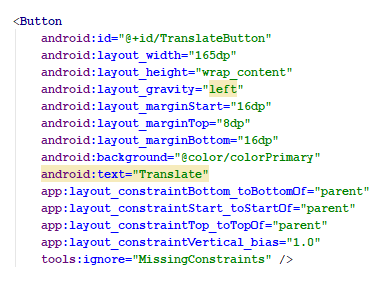 <Button
android:id="@+id/TranslateButton"
android:layout_width="165dp"
android:layout_height="wrap_content"
android:layout_gravity="left"
android:layout_marginStart="16dp"
android:layout_marginTop="8dp"
android:layout_marginBottom="16dp"
android:background="@color/colorPrimary"
android:text="Translate"
app:layout_constraintBottom_toBottomOf="parent"
app:layout_constraintStart_toStartOf="parent"
app:layout_constraintTop_toTopOf="parent"
app:layout_constraintVertical_bias="1.0"
tools:ignore="MissingConstraints" />